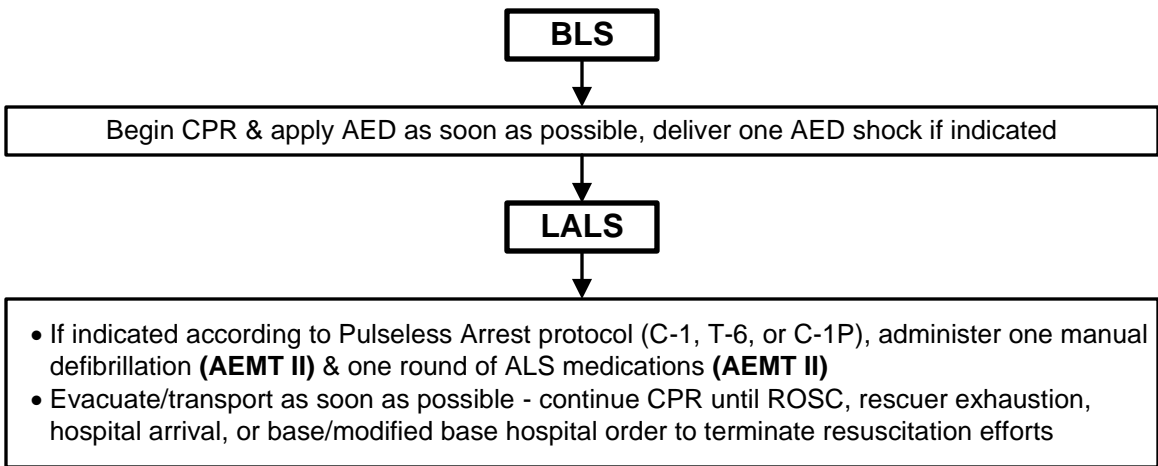 BLS
Begin CPR & apply AED as soon as possible, deliver one AED shock if indicated
LALS
• If indicated according to Pulseless Arrest protocol (C-1, T-6, or C-1P), administer one manual
defibrillation (AEMT II) & one round of ALS medications (AEMT II)
• Evacuate/transport as soon as possible - continue CPR until ROSC, rescuer exhaustion,
hospital arrival, or base/modified base hospital order to terminate resuscitation efforts